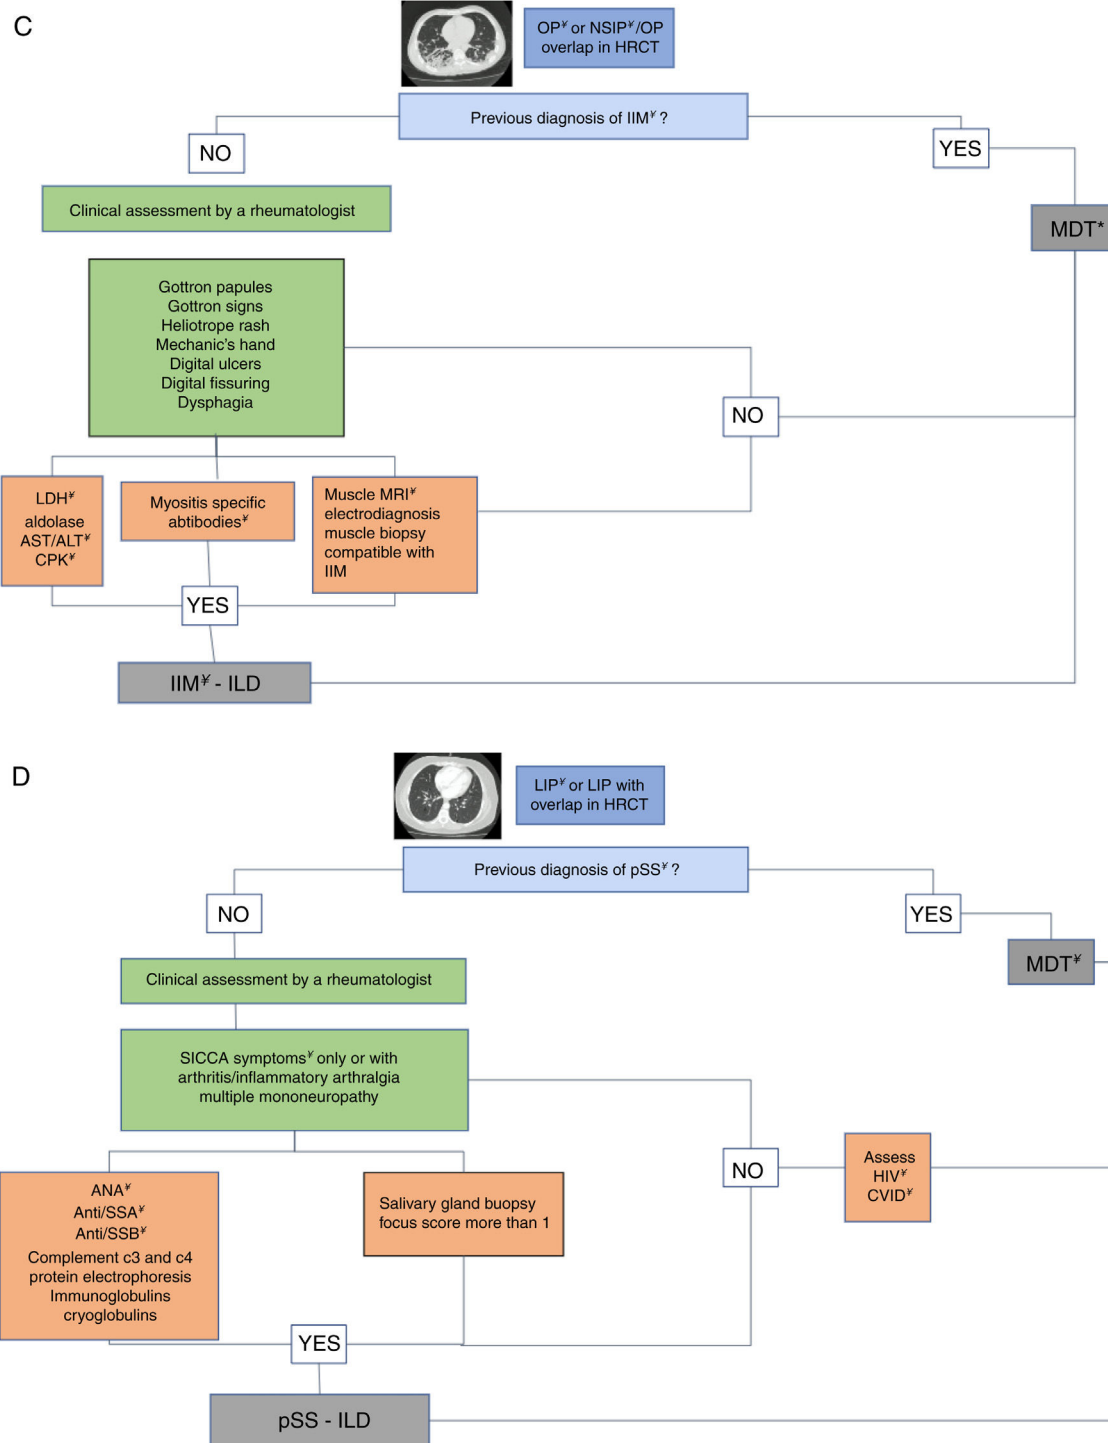 C
OP¥ or NSIP¥/OP
overlap in HRCT
Previous diagnosis of IIM¥ ?
NO
YES
Clinical assessment by a rheumatologist
MDT*
Gottron papules
Gottron signs
Heliotrope rash
Mechanic's hand
Digital ulcers
Digital fissuring
Dysphagia
NO
LDH¥
aldolase
AST/ALT¥
CPK¥
Myositis specific
abtibodies¥
Muscle MRI¥
electrodiagnosis
muscle biopsy
compatible with
IIM
YES
IIM¥ - ILD
D
LIP¥ or LIP with
overlap in HRCT
Previous diagnosis of pSS¥ ?
NO
YES
Clinical assessment by a rheumatologist
MDT¥
SICCA symptoms¥ only or with
arthritis/inflammatory arthralgia
multiple mononeuropathy
NO
Assess
HIV¥
CVID¥
ANA¥
Anti/SSA¥
Anti/SSB¥
Complement c3 and c4
protein electrophoresis
Immunoglobulins
cryoglobulins
Salivary gland buopsy
focus score more than 1
YES
pSS - ILD